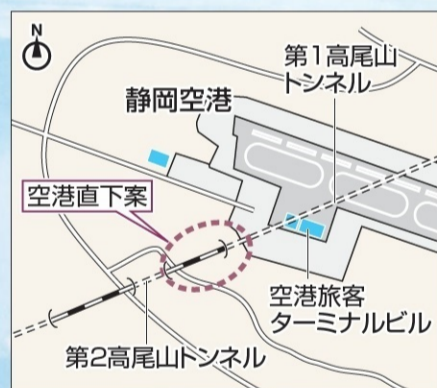 N
第1高尾山
トンネル
静岡空港
空港直下案
空港旅客
ターミナルビル
第2高尾山トンネル